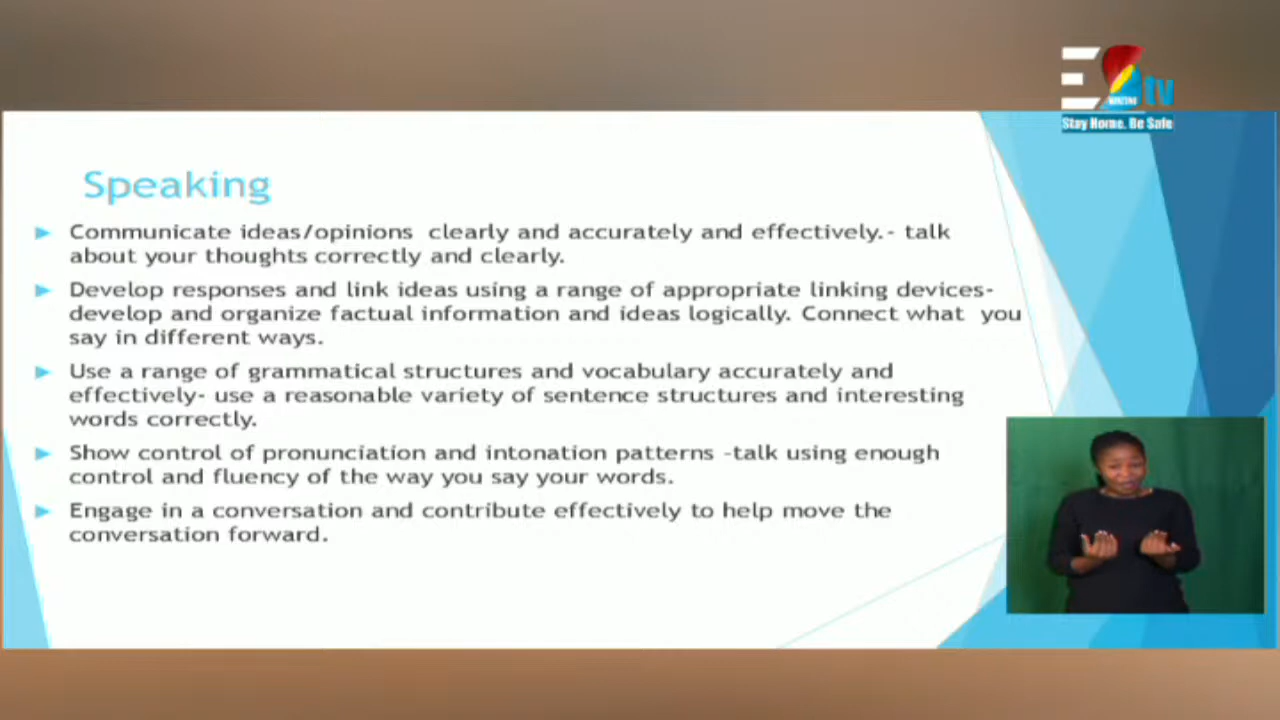 tv
Stay Home. Be Safe
Speaking
Communicate ideas/opinions clearly and accurately and effectively.- talk
about your thoughts correctly and clearly.
Develop responses and link ideas using a range of appropriate linking devices-
develop and organize factual information and ideas logically. Connect what you
say in different ways.
Use a range of grammatical structures and vocabulary accurately and
effectively- use a reasonable variety of sentence structures and interesting
words correctly.
Show control of pronunciation and intonation patterns -talk using enough
control and fluency of the way you say your words.
Engage in a conversation and contribute effectively to help move the
conversation forward.